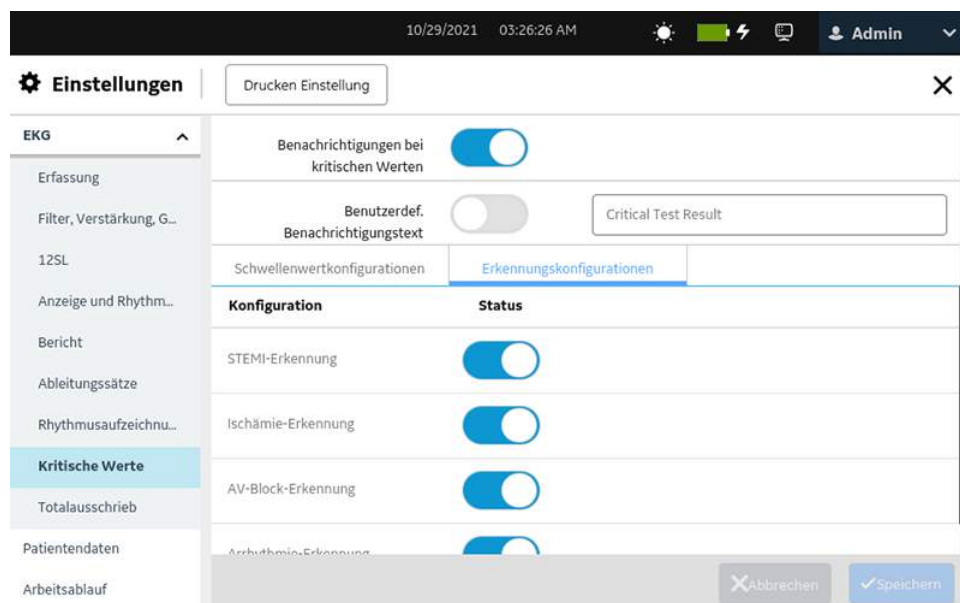 10/29/2021 03:26:26 AM Admin
Einstellungen Drucken Einstellung
EKG
Erfassung
Filter, Verstärkung, G...
12SL
Anzeige und Rhythm...
Bericht
Ableitungssätze
Rhythmusaufzeichnu...
Kritische Werte
Totalausschrieb
Patientendaten
Arbeitsablauf
Benachrichtigungen bei
kritischen Werten
Benutzerdef.
Benachrichtigungstext
Critical Test Result
Schwellenwertkonfigurationen Erkennungskonfigurationen
Konfiguration Status
STEMI-Erkennung
Ischämie-Erkennung
AV-Block-Erkennung
Arrhythmie-Erkennung
Abbrechen Speichern